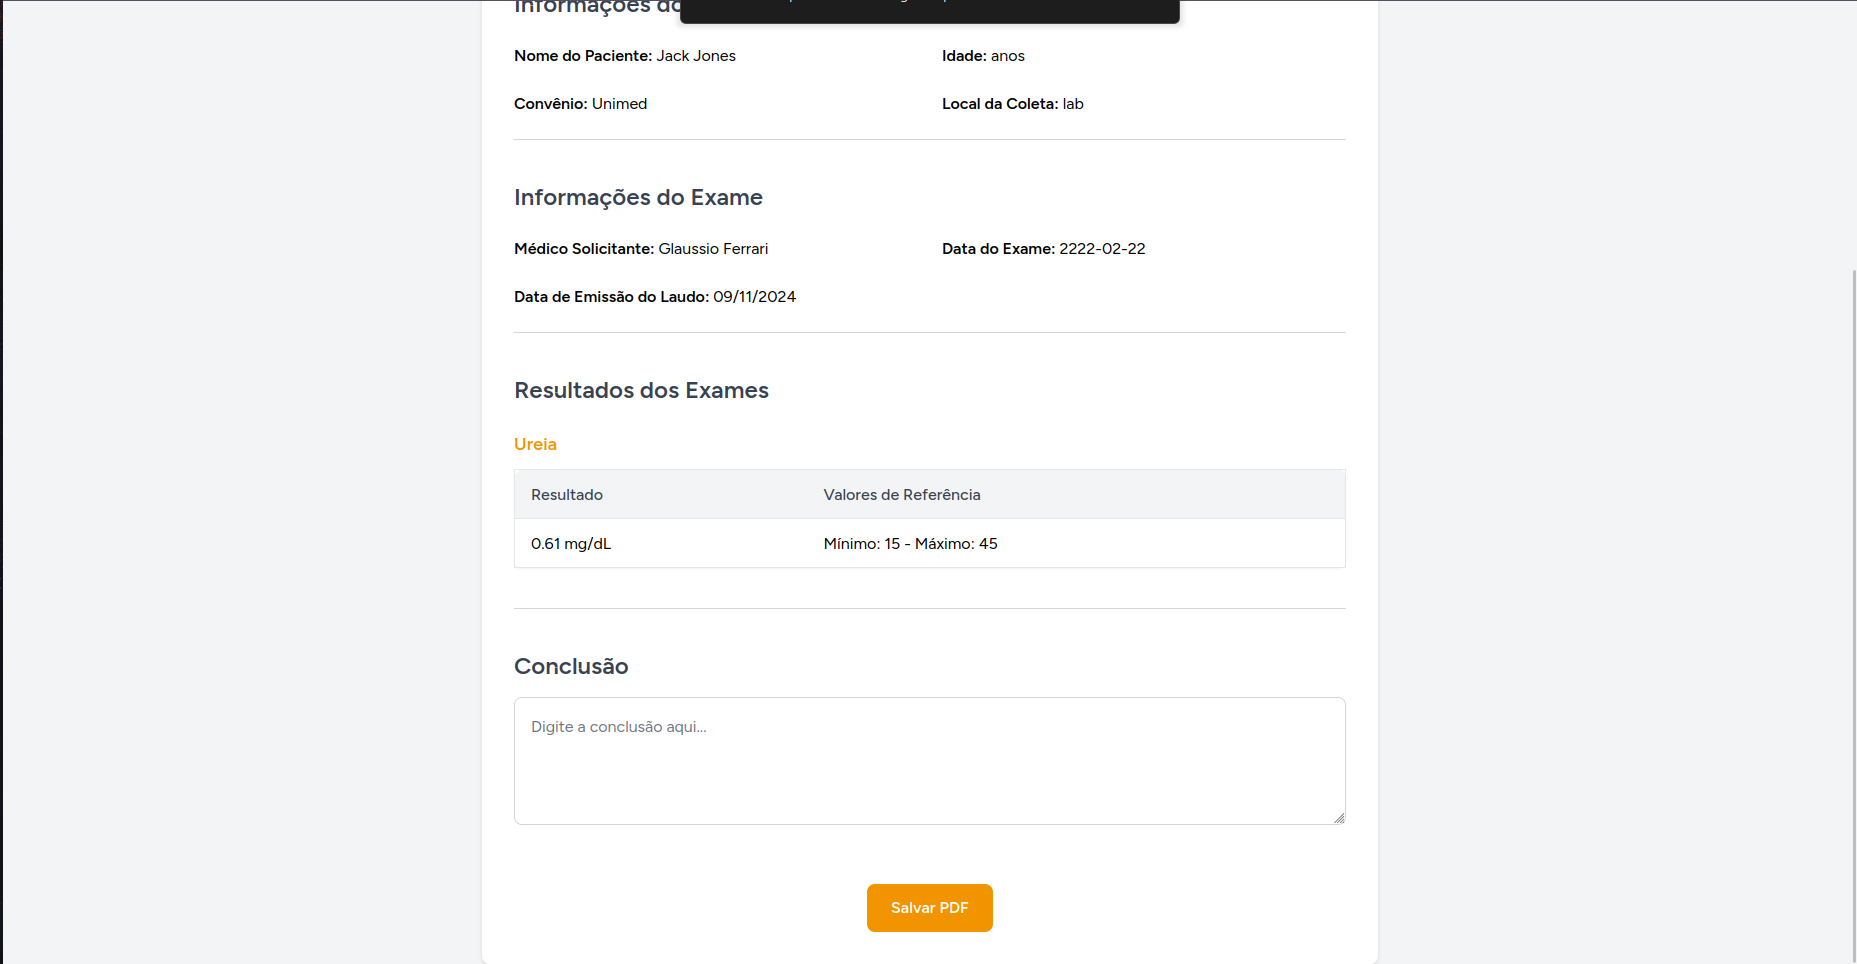 Informações do
Nome do Paciente: Jack Jones
Idade: anos
Convênio: Unimed
Local da Coleta: lab
Informações do Exame
Médico Solicitante: Glaussio Ferrari
Data do Exame: 2222-02-22
Data de Emissão do Laudo: 09/11/2024
Resultados dos Exames
Ureia
Resultado Valores de Referência
0.61 mg/dL Mínimo: 15 - Máximo: 45
Conclusão
Digite a conclusão aqui...
Salvar PDF